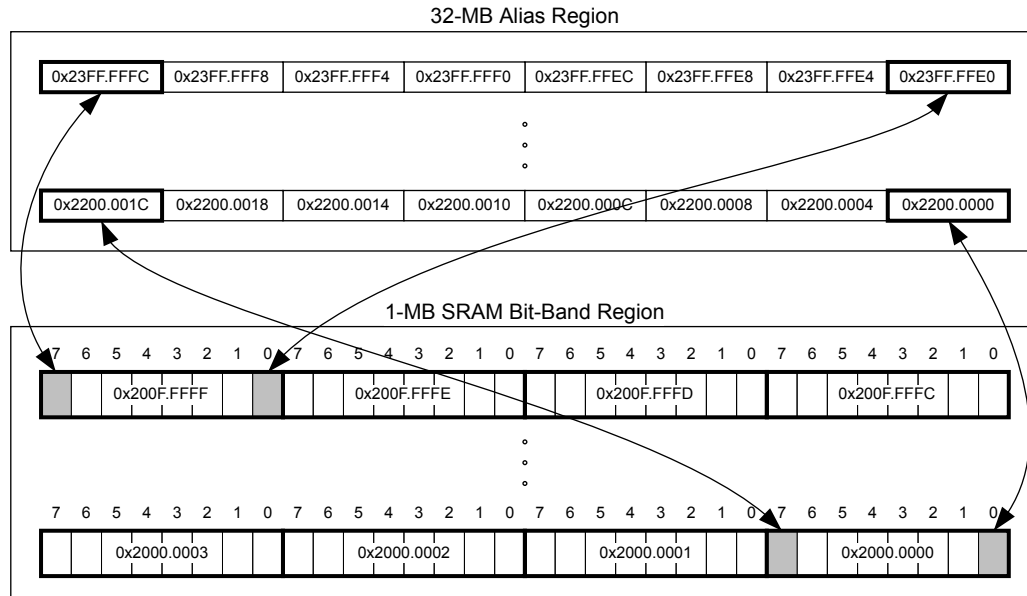 32-MB Alias Region
0x23FF.FFFC 0x23FF.FFF8 0x23FF.FFF4 0x23FF.FFF0 0x23FF.FFEC 0x23FF.FFE8 0x23FF.FFE4 0x23FF.FFE0
0x2200.001C 0x2200.0018 0x2200.0014 0x2200.0010 0x2200.000C 0x2200.0008 0x2200.0004 0x2200.0000
1-MB SRAM Bit-Band Region
7 6 5 4 3 2 1 0 7 6 5 4 3 2 1 0 7 6 5 4 3 2 1 0 7 6 5 4 3 2 1 0
0x200F.FFFF 0x200F.FFFE 0x200F.FFFD 0x200F.FFFC
7 6 5 4 3 2 1 0 7 6 5 4 3 2 1 0 7 6 5 4 3 2 1 0 7 6 5 4 3 2 1 0
0x2000.0003 0x2000.0002 0x2000.0001 0x2000.0000